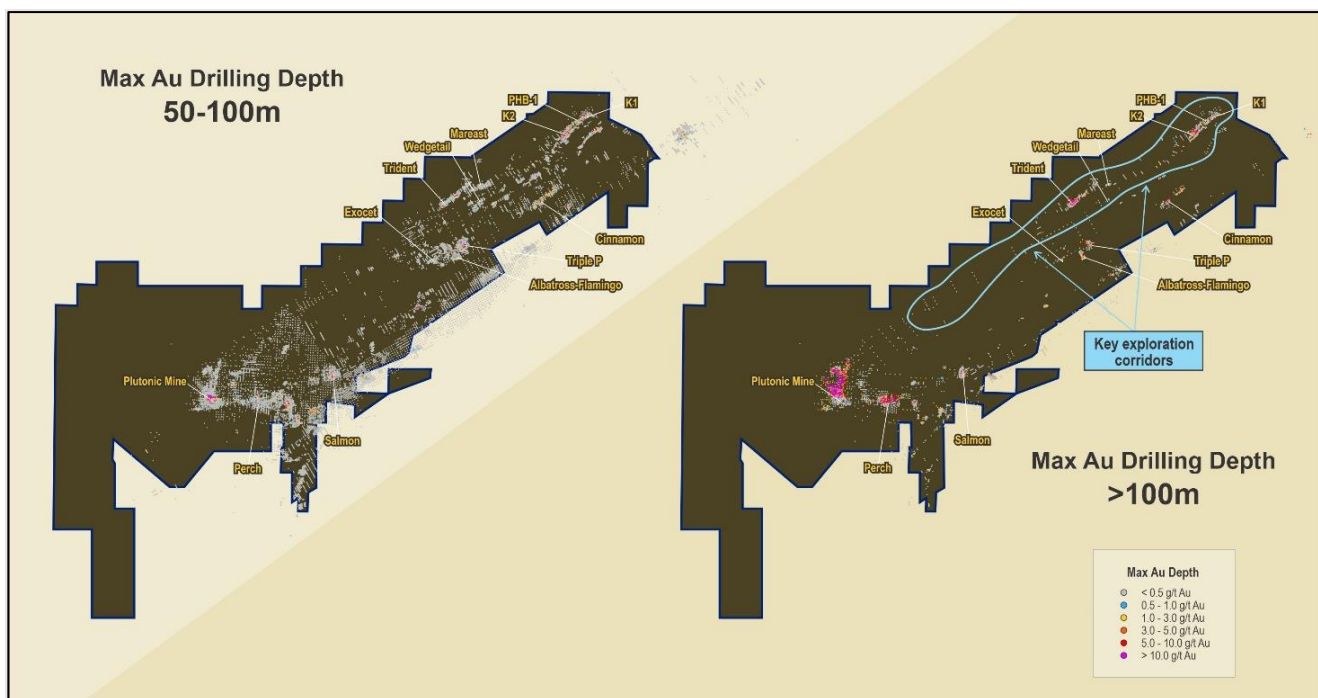 Max Au Drilling Depth
50-100m
PHB-1
K1
K2
Mareast
Wedgetail
Trident
Exocet
Cinnamon
Triple P
Albatross-Flamingo
Plutonic Mine
Salmon
Perch
PHB-1
K1
K2
Mareast
Wedgetail
Trident
Exocet
Cinnamon
Triple P
Albatross-Flamingo
Key exploration
corridors
Plutonic Mine
Salmon
Perch
Max Au Drilling Depth
>100m
Max Au Depth
< 0.5 g/t Au
0.5 - 1.0 g/t Au
1.0 - 3.0 g/t Au
3.0 - 5.0 g/t Au
5.0 - 10.0 g/t Au
> 10.0 g/t Au